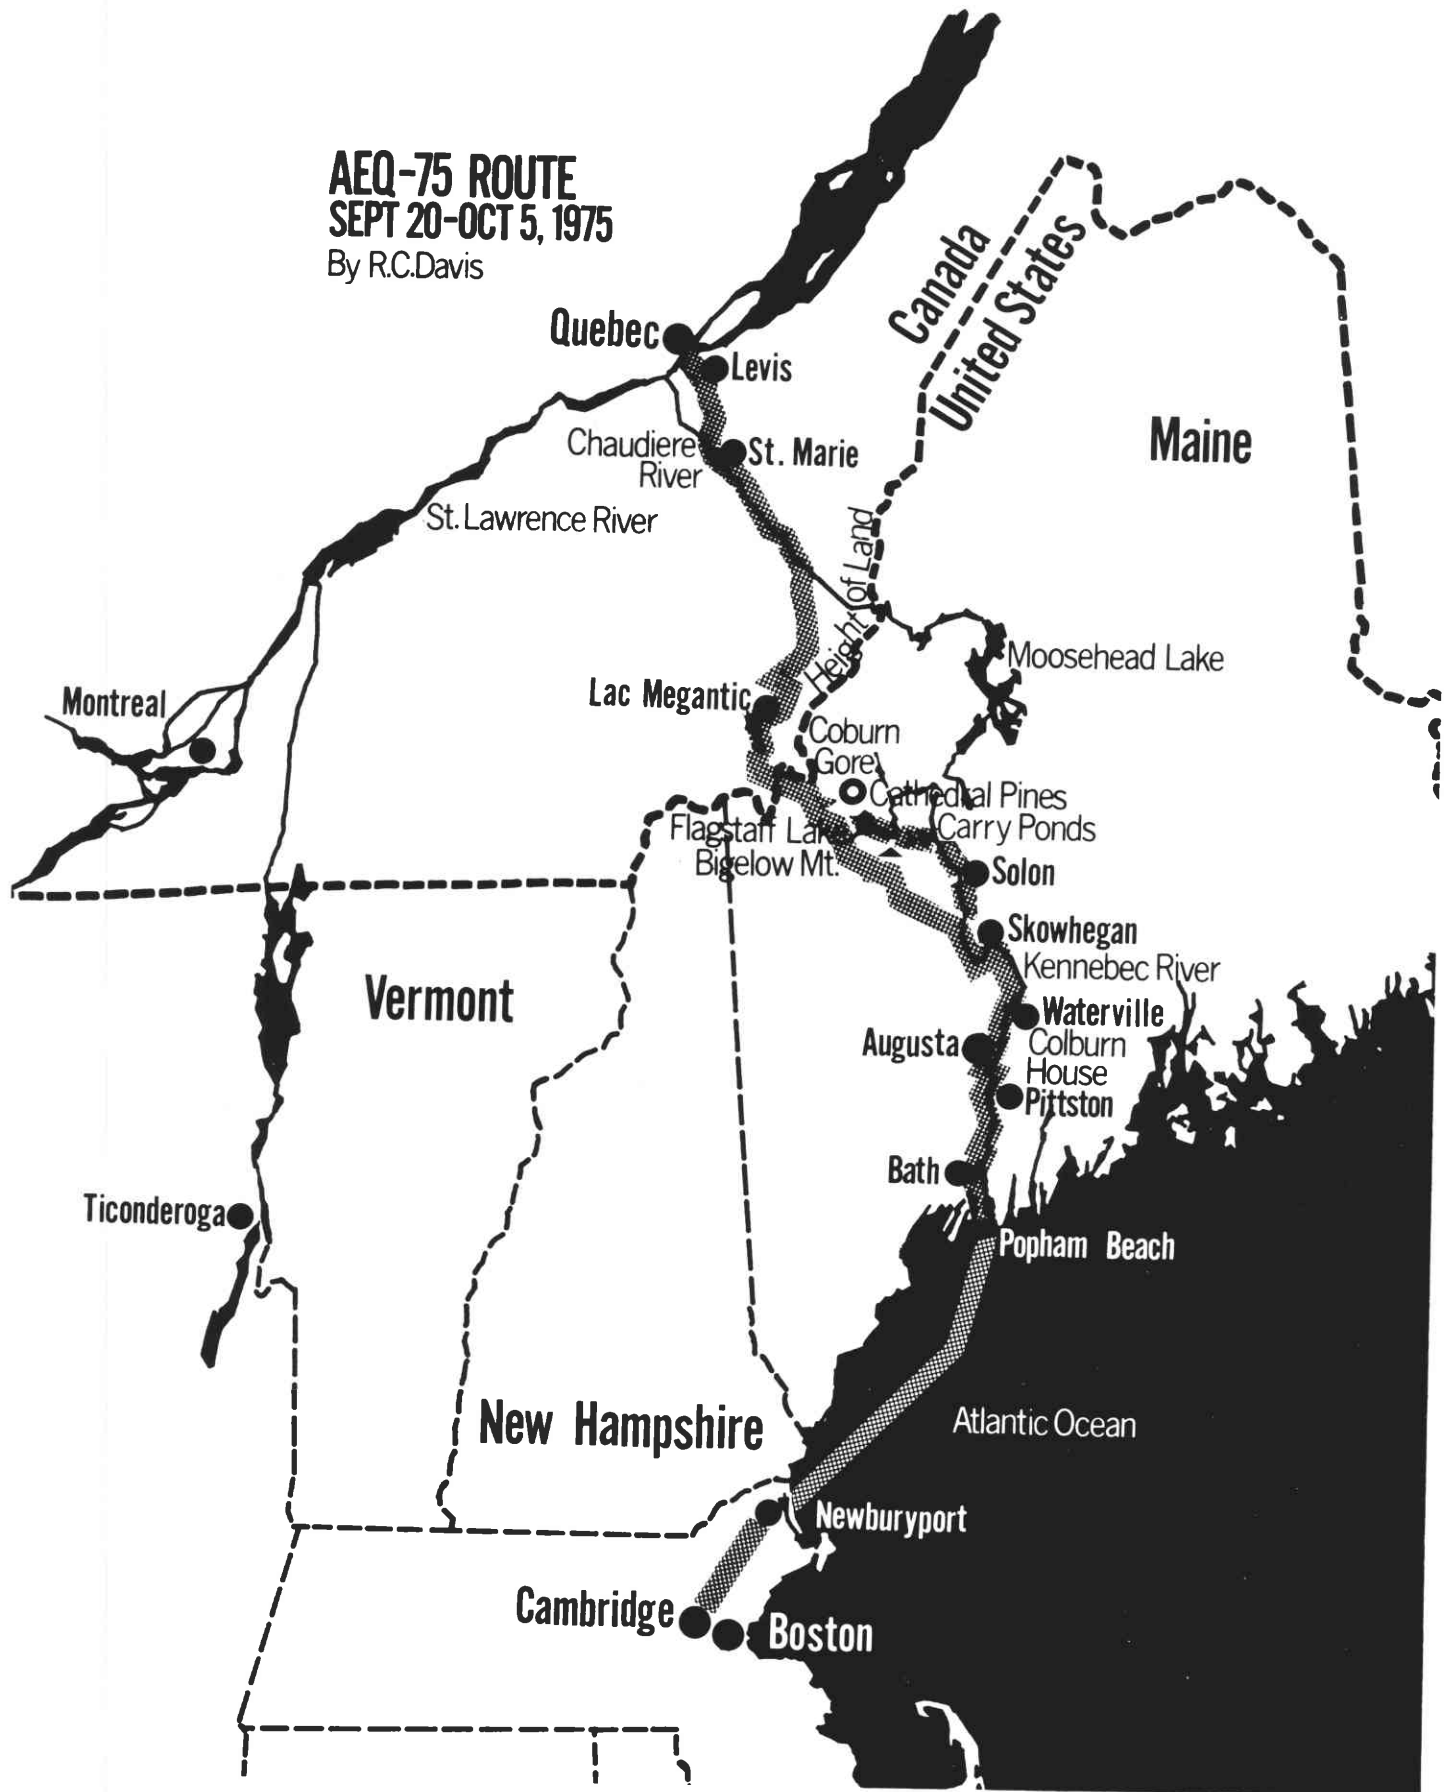 AEQ-75 ROUTE
SEPT 20-OCT 5, 1975
By R.C.Davis
Canada
United States
Quebec
Levis
Maine
Chaudiere
River
St. Marie
St. Lawrence River
Height of Land
Moosehead Lake
Lac Megantic
Montreal
Coburn
Gore
Cathedral Pines
Flagstaff Lake
Carry Ponds
Bigelow Mt.
Solon
Skowhegan
Kennebec River
Vermont
Waterville
Augusta
Colburn
House
Pittston
Bath
Ticonderoga
Popham Beach
New Hampshire
Atlantic Ocean
Newburyport
Cambridge
Boston